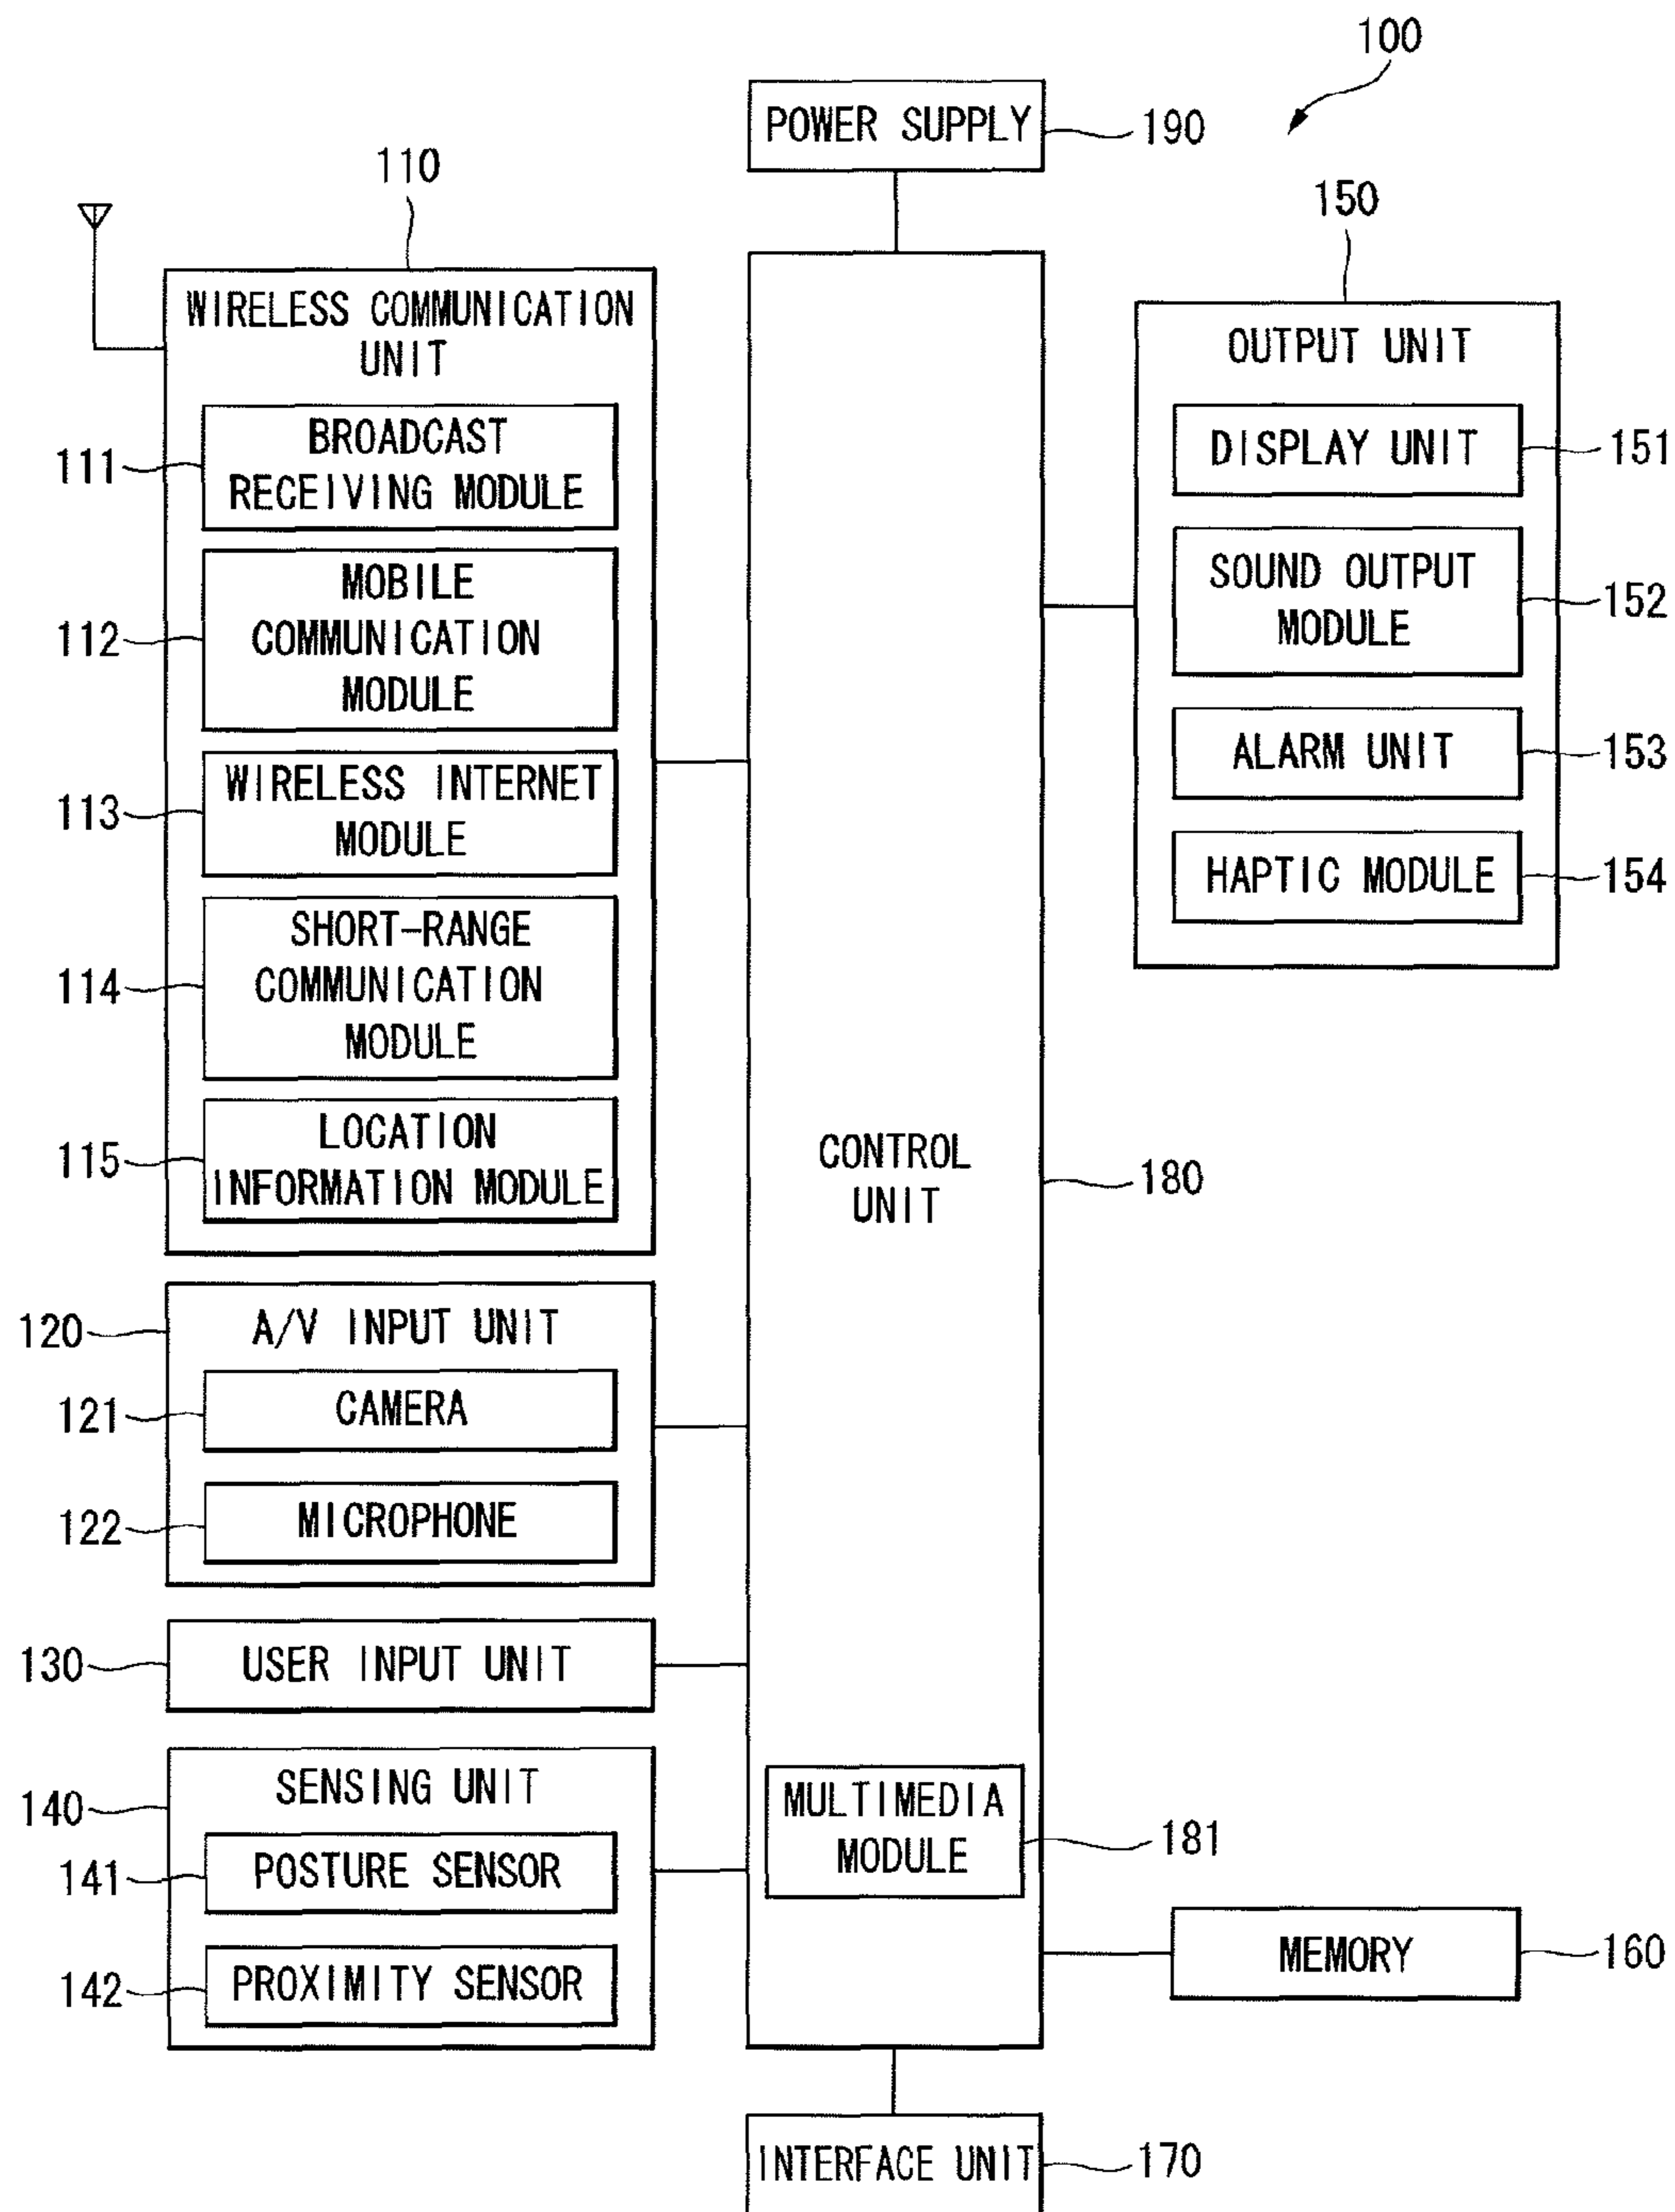 100
POWER SUPPLY
190
110
WIRELESS COMMUNICATION
UNIT
111
BROADCAST
RECEIVING MODULE
112
MOBILE
COMMUNICATION
MODULE
113
WIRELESS INTERNET
MODULE
114
SHORT-RANGE
COMMUNICATION
MODULE
115
LOCATION
INFORMATION MODULE
120
A/V INPUT UNIT
121
CAMERA
122
MICROPHONE
130
USER INPUT UNIT
140
SENSING UNIT
141
POSTURE SENSOR
142
PROXIMITY SENSOR
CONTROL
UNIT
180
MULTIMEDIA
MODULE
181
150
OUTPUT UNIT
DISPLAY UNIT
151
SOUND OUTPUT
MODULE
152
ALARM UNIT
153
HAPTIC MODULE
154
MEMORY
160
INTERFACE UNIT
170